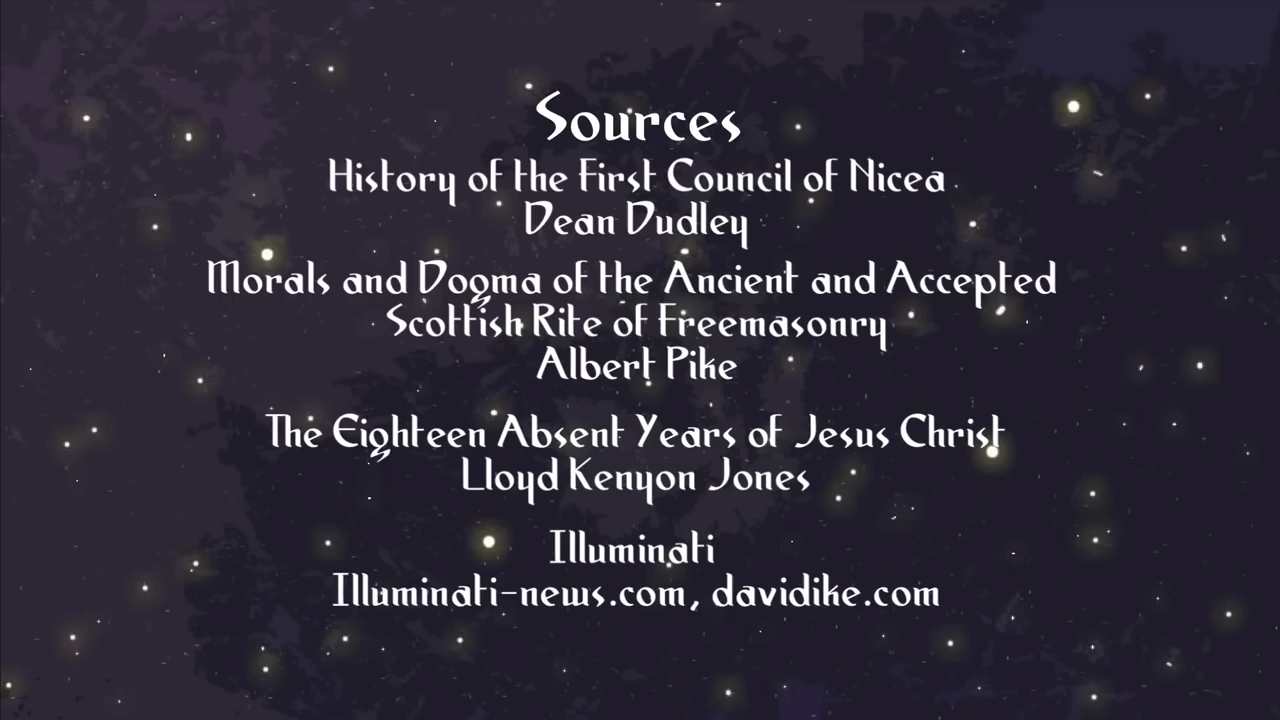 Sources
History of the First Council of Nicea
Dean Dudley
Morals and Dogma of the Ancient and Accepted
Scottish Rite of Freemasonry
Albert Pike
The Eighteen Absent Years of Jesus Christ
Lloyd Kenyon Jones
Illuminati
Illuminati-news.com, davidike.com